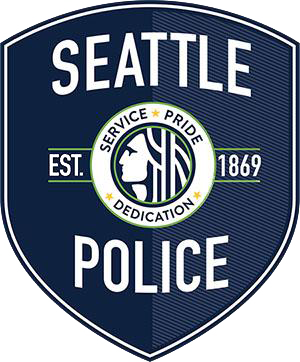 SEATTLE
SERVICE ★ PRIDE ★
DEDICATION
EST. 1869
POLICE